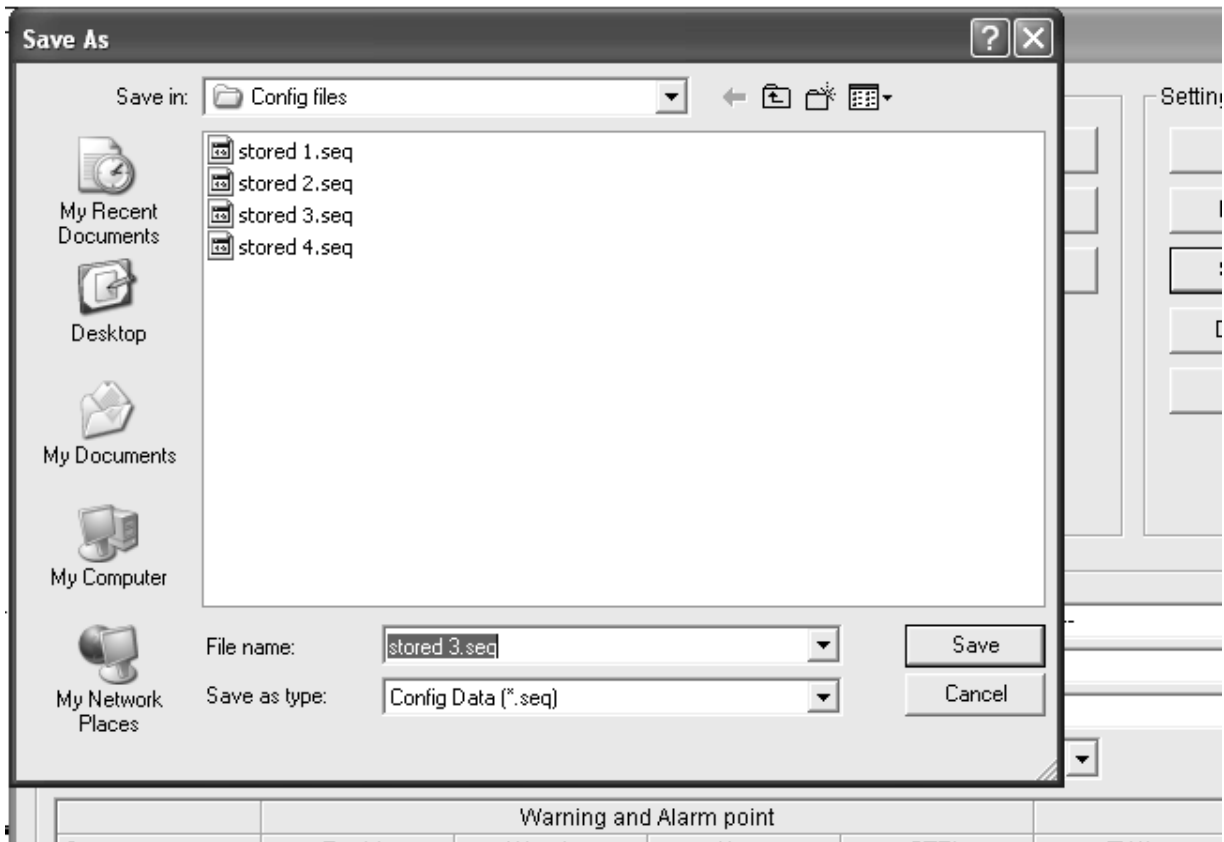 Save As
Save in:
Config files
Settin
stored 1.seq
stored 2.seq
stored 3.seq
stored 4.seq
My Recent
Documents
Desktop
My Documents
My Computer
My Network
Places
File name:
stored 3.seq
Save
Save as type:
Config Data (*.seq)
Cancel
Warning and Alarm point